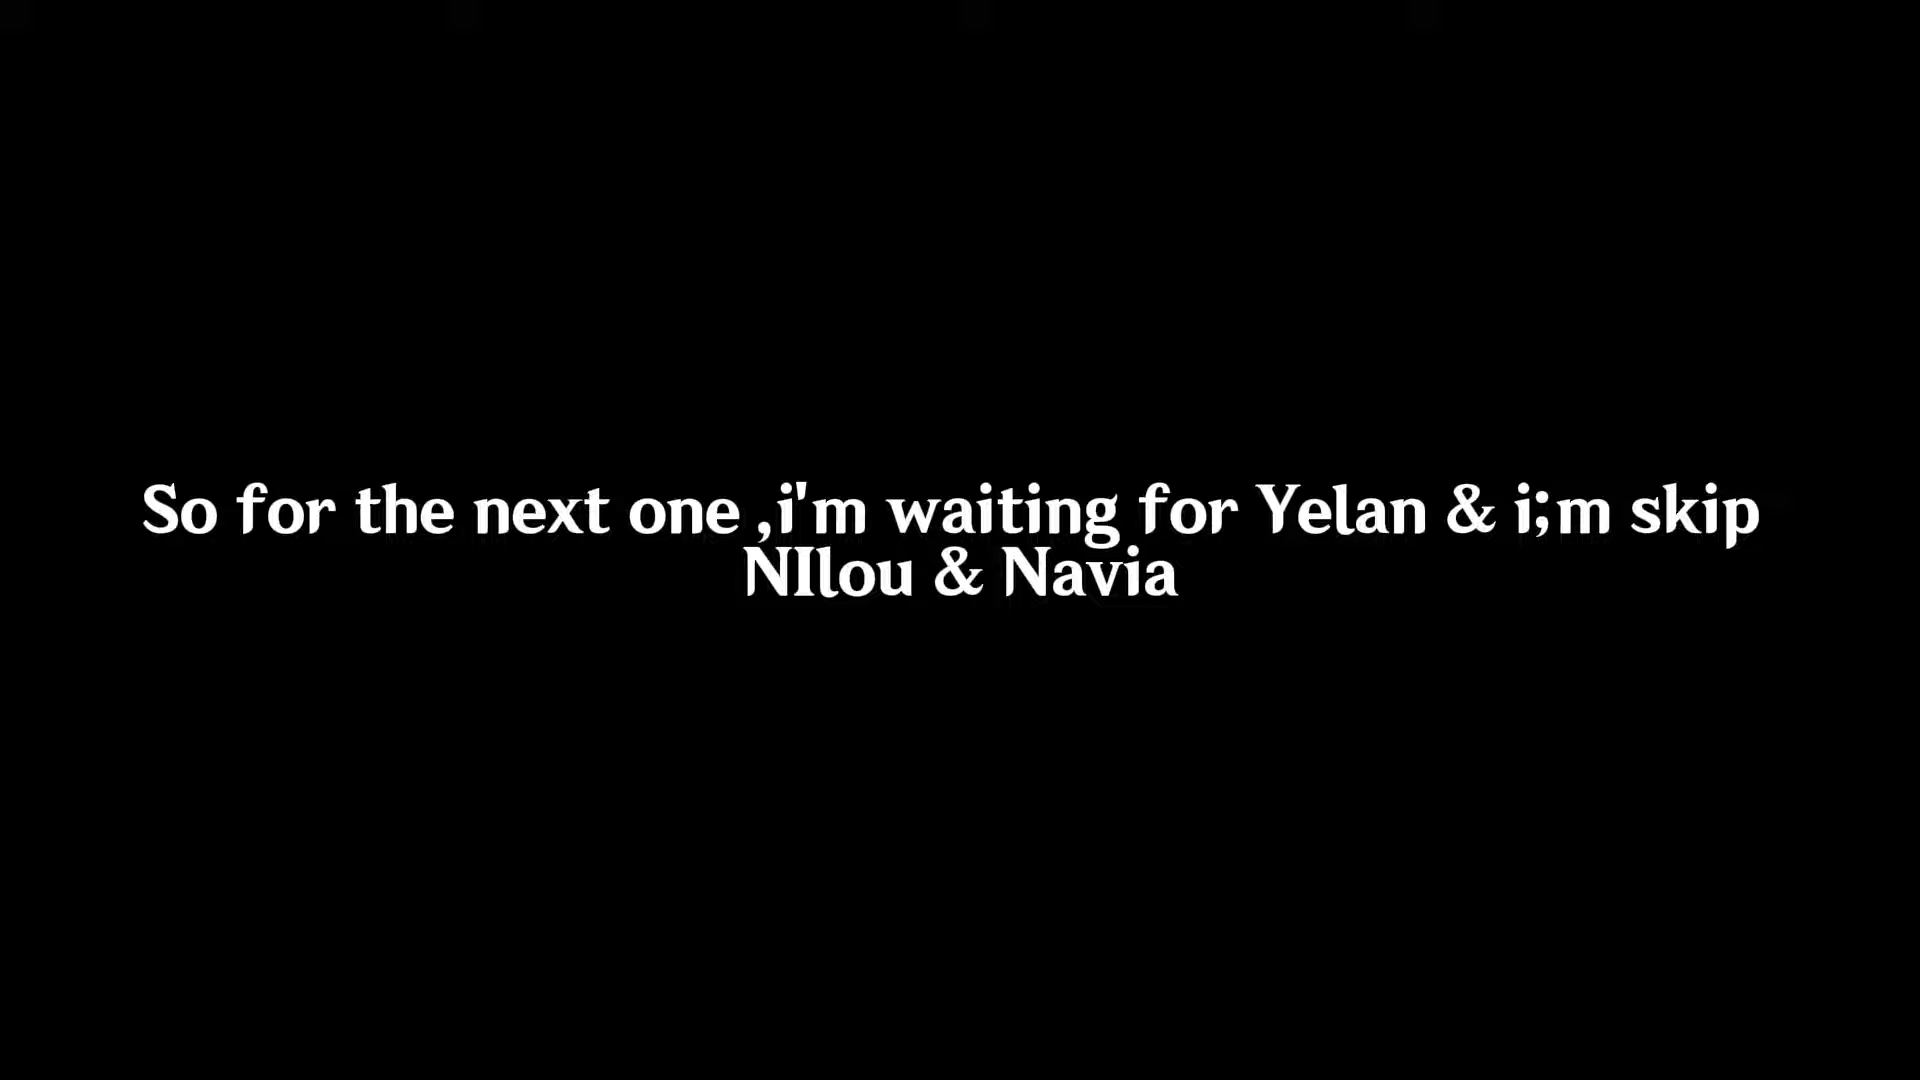 So for the next one ,i'm waiting for Yelan & i;m skip
NIlou & Navia